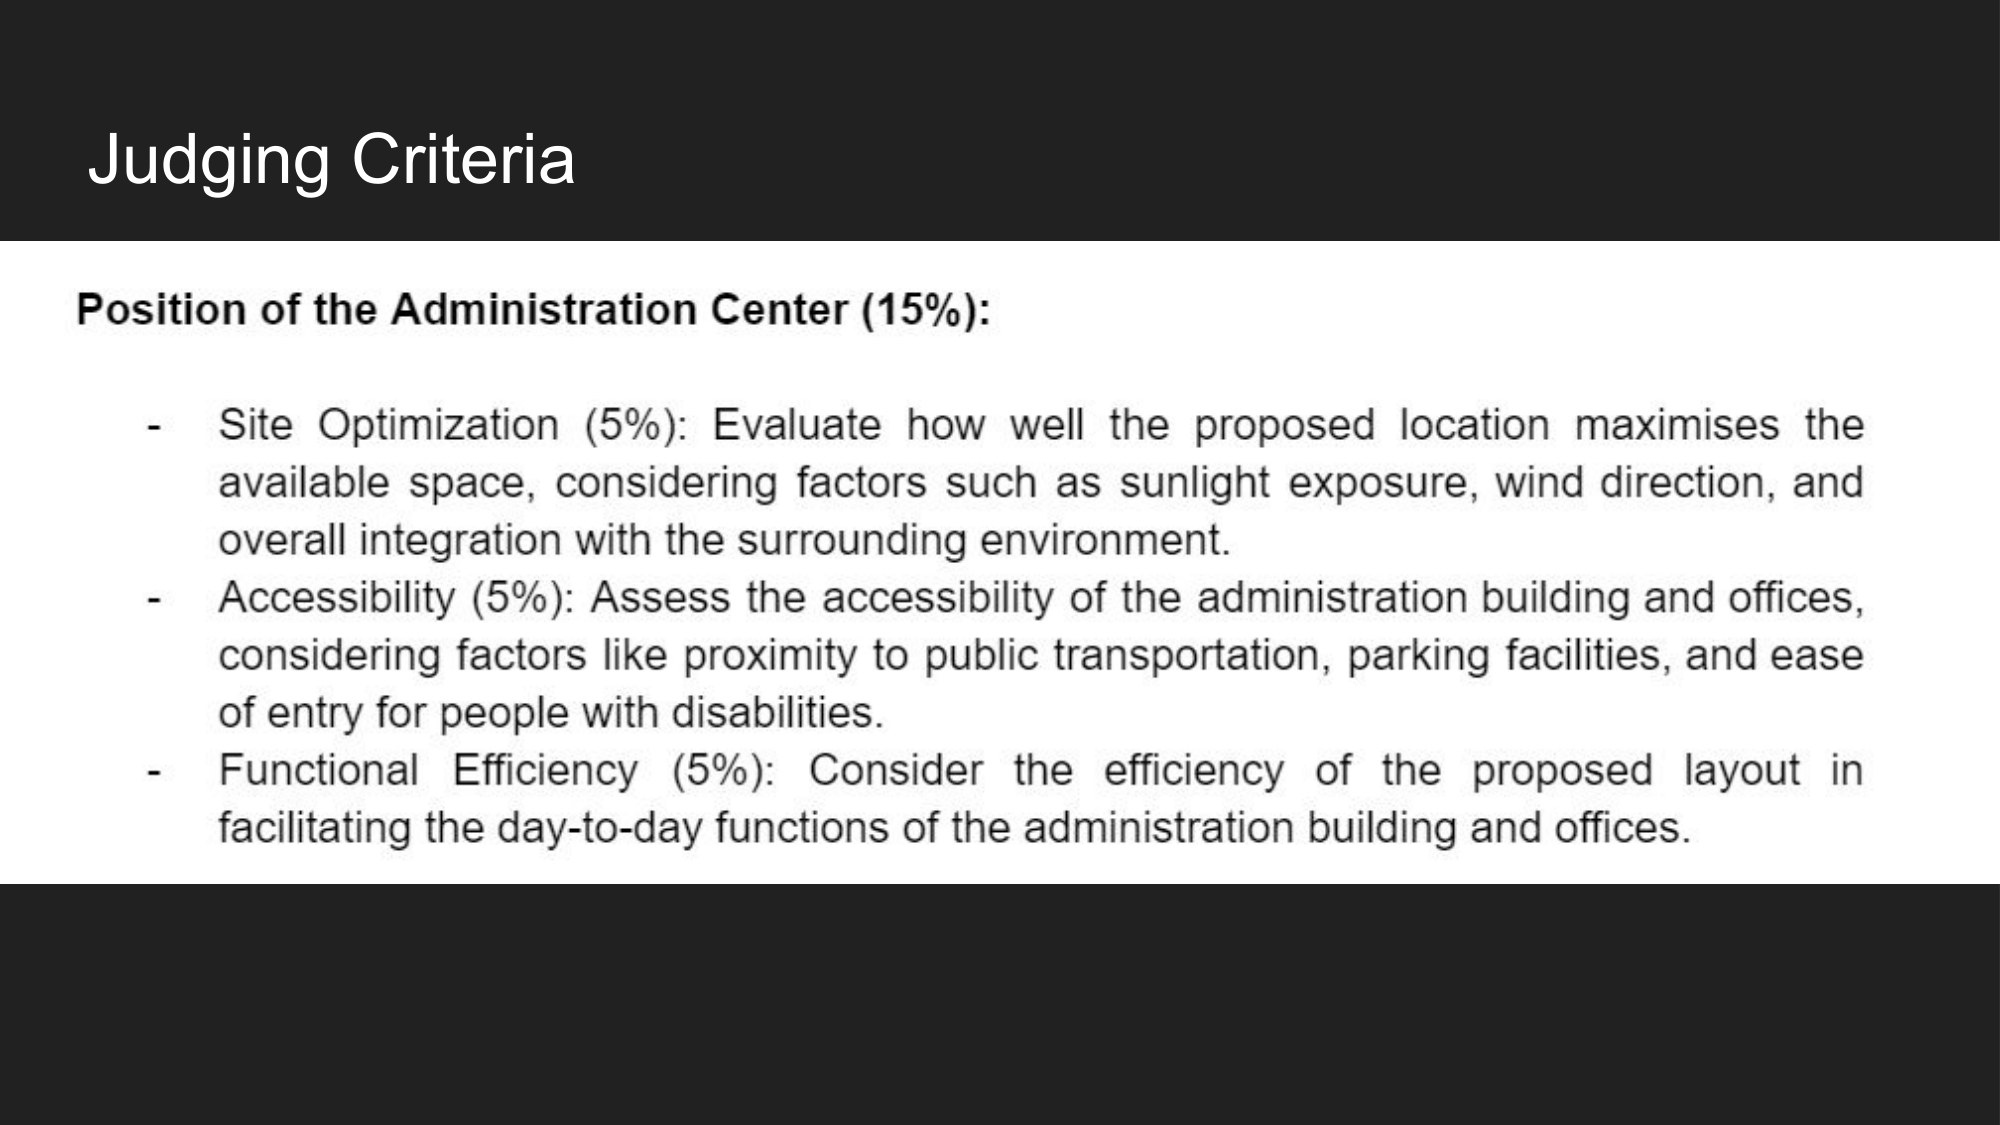 Judging Criteria
Position of the Administration Center (15%):
- Site Optimization (5%): Evaluate how well the proposed location maximises the
available space, considering factors such as sunlight exposure, wind direction, and
overall integration with the surrounding environment.
- Accessibility (5%): Assess the accessibility of the administration building and offices,
considering factors like proximity to public transportation, parking facilities, and ease
of entry for people with disabilities.
- Functional Efficiency (5%): Consider the efficiency of the proposed layout in
facilitating the day-to-day functions of the administration building and offices.